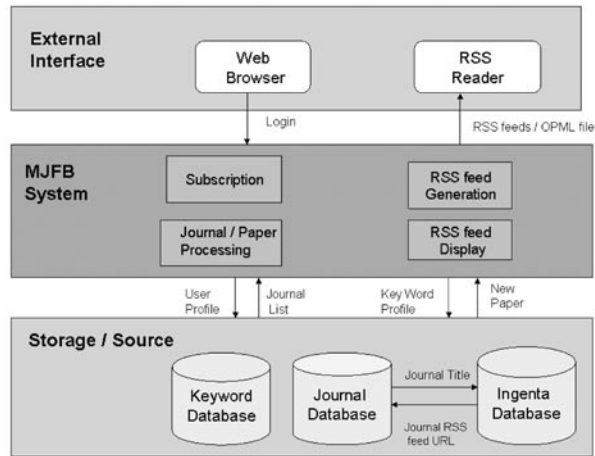 External
Interface
Web
Browser
RSS
Reader
Login
RSS feeds / OPML file
MJFB
System
Subscription
RSS feed
Generation
Journal / Paper
Processing
RSS feed
Display
User
Profile
Journal
List
Key Word
Profile
New
Paper
Storage / Source
Keyword
Database
Journal
Database
Journal Title
Journal RSS
feed URL
Ingenta
Database